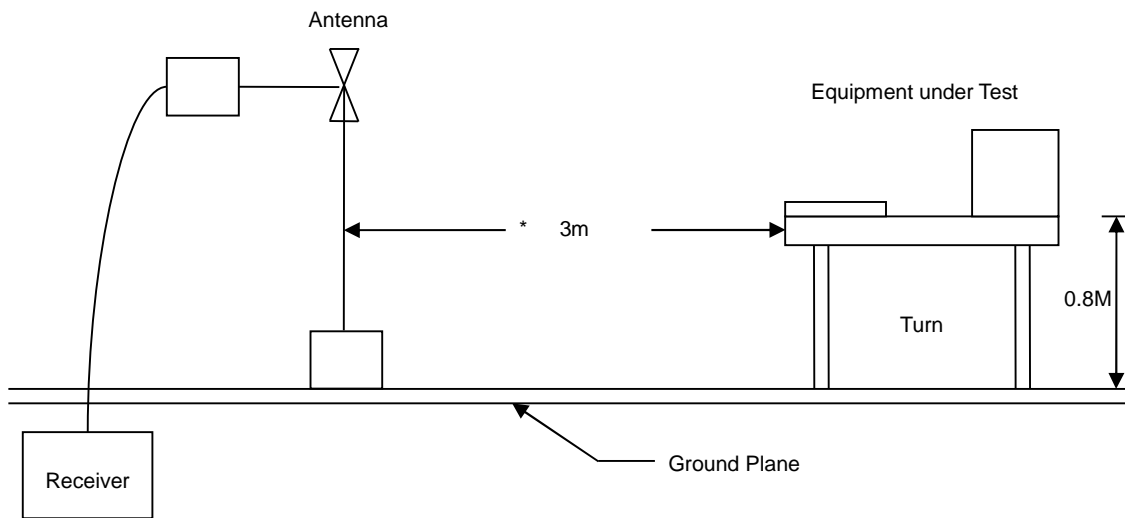 Antenna
Equipment under Test
* 3m
0.8M
Turn
Ground Plane
Receiver